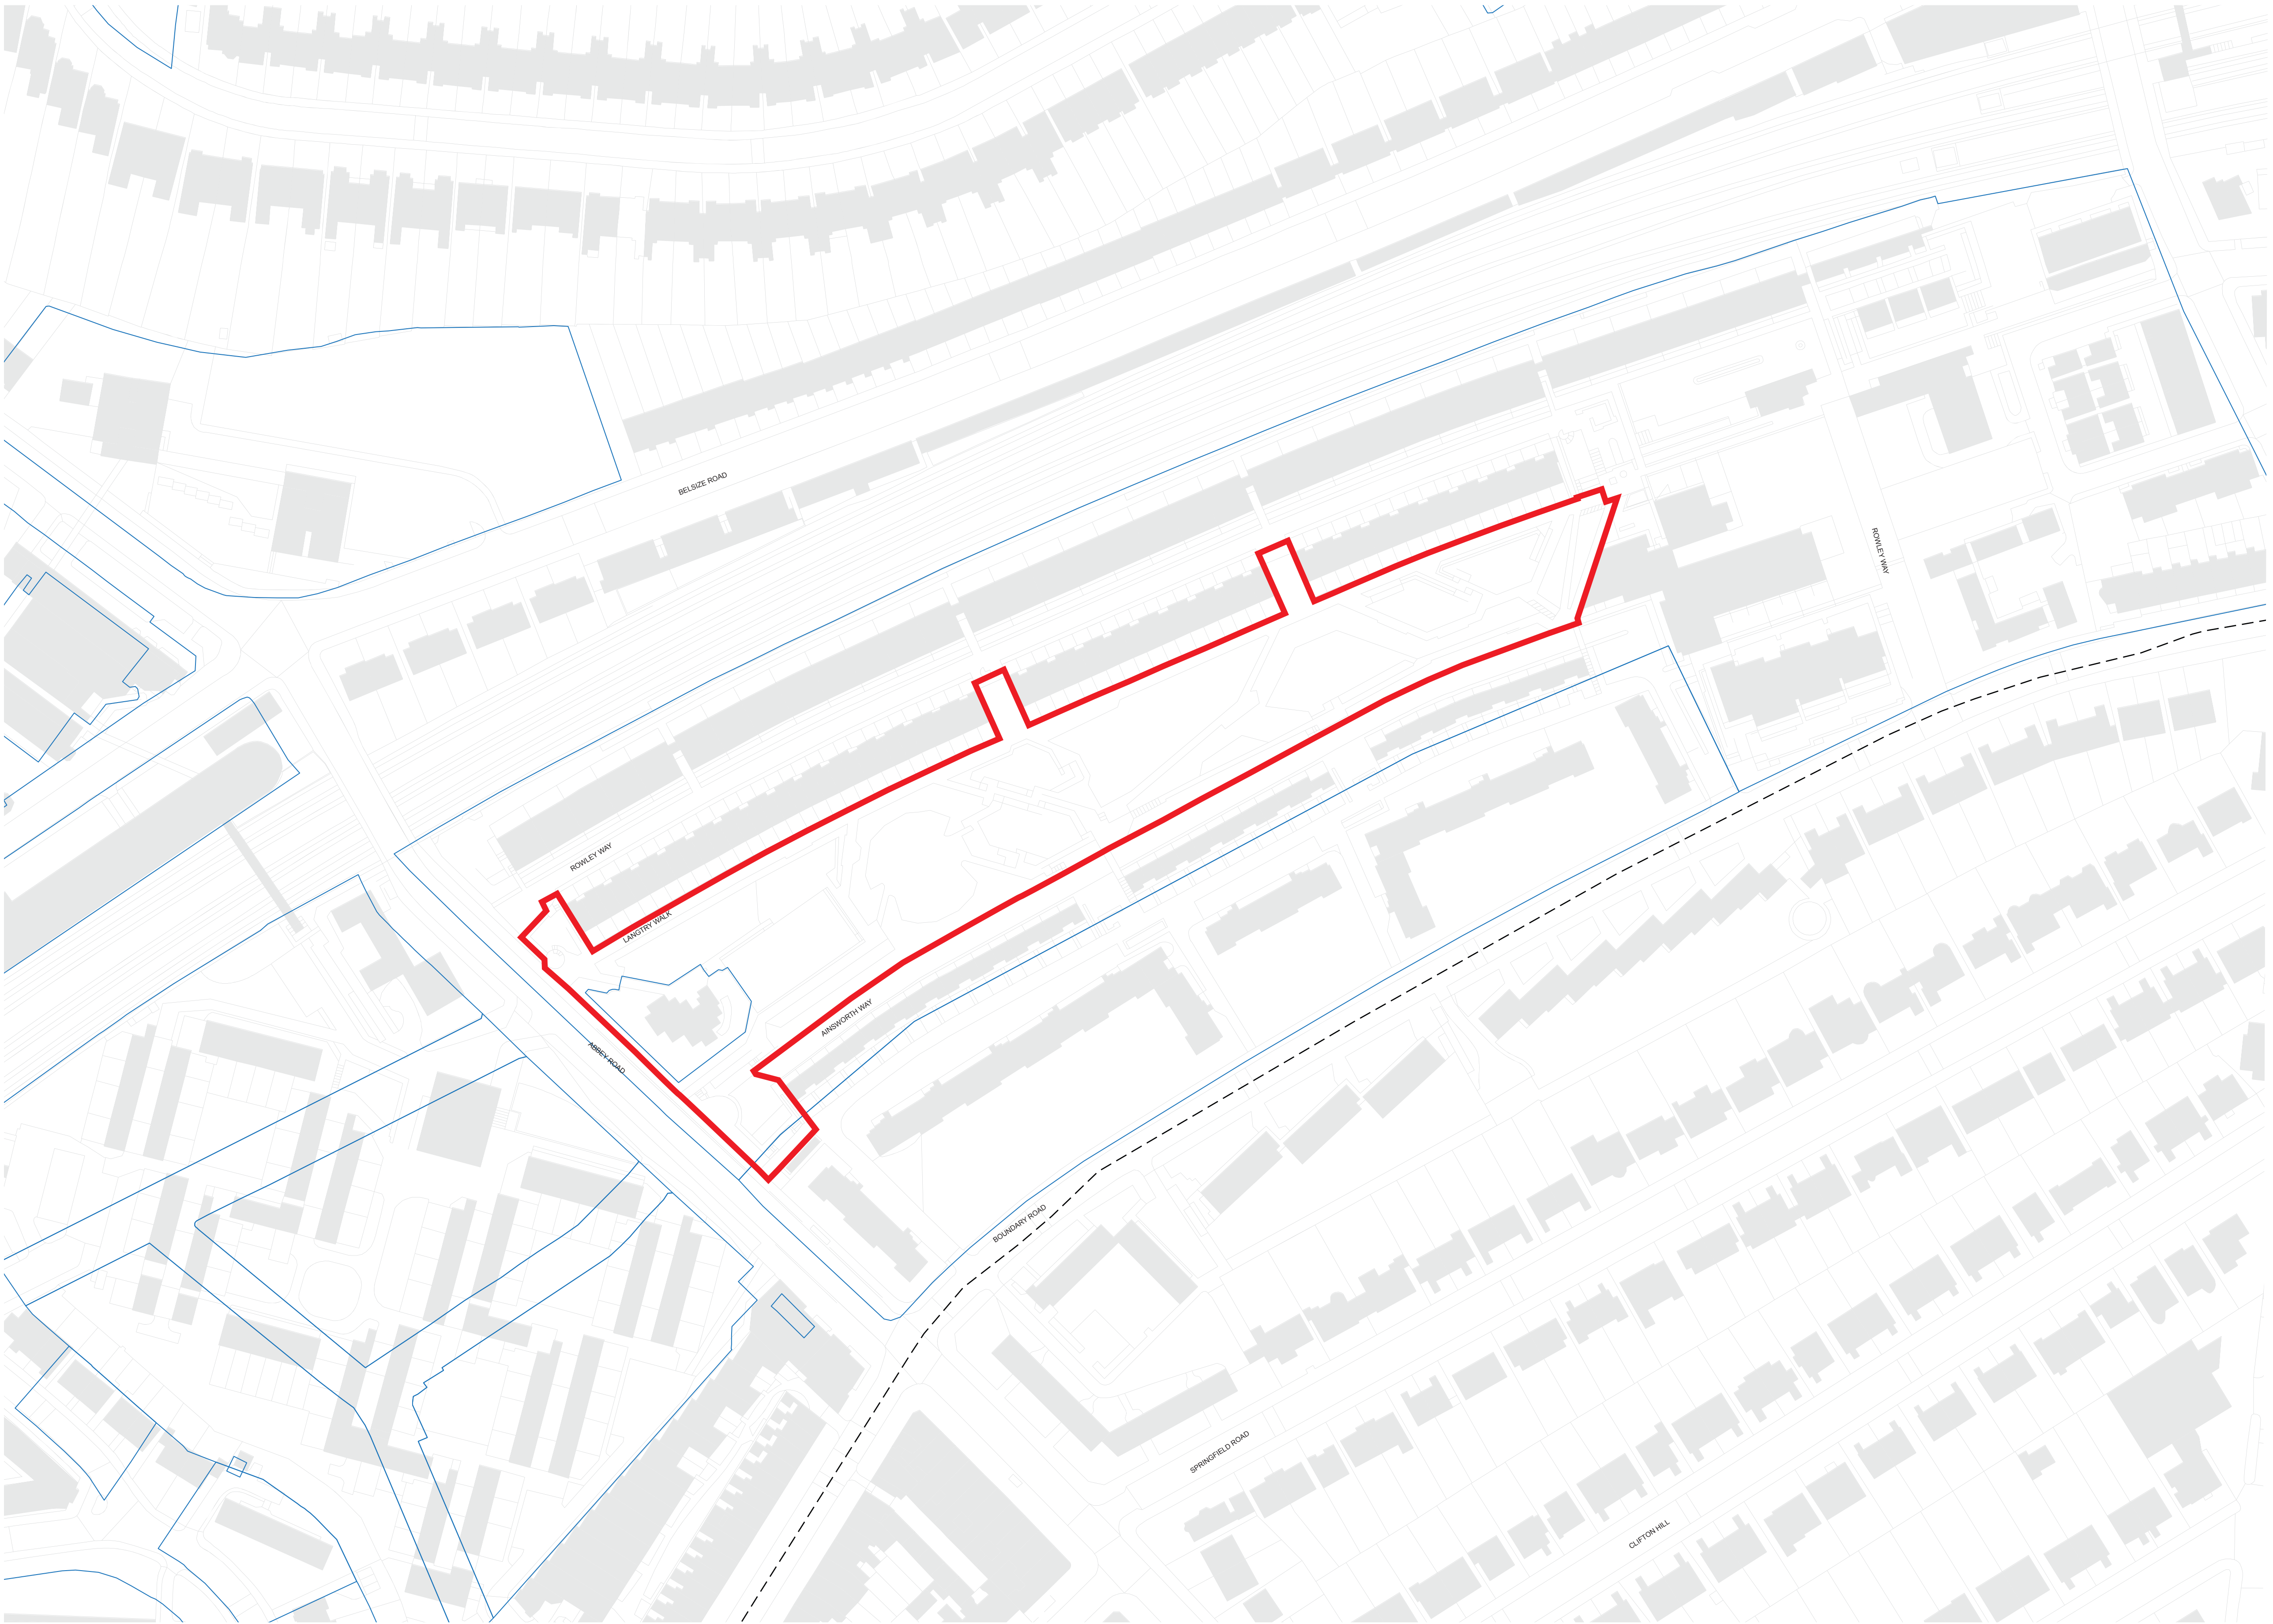 BELSIZE ROAD
ROWLEY WAY
ROWLEY WAY
LANGTRY WALK
AINSWORTH WAY
ABBEY ROAD
BOUNDARY ROAD
SPRINGFIELD ROAD
CLIFTON HILL